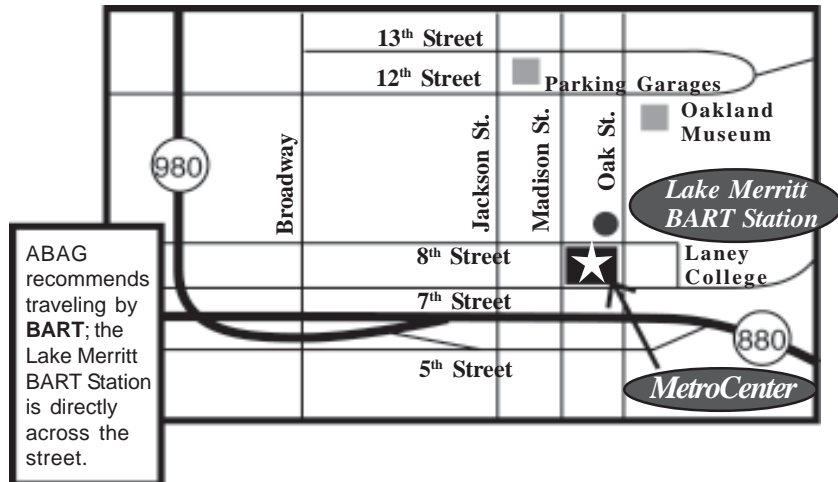 13th Street
12th Street
Parking Garages
Oakland
Museum
980
Broadway
Jackson St.
Madison St.
Oak St.
Lake Merritt
BART Station
8th Street
Laney
College
7th Street
880
5th Street
MetroCenter
ABAG
recommends
traveling by
BART; the
Lake Merritt
BART Station
is directly
across the
street.